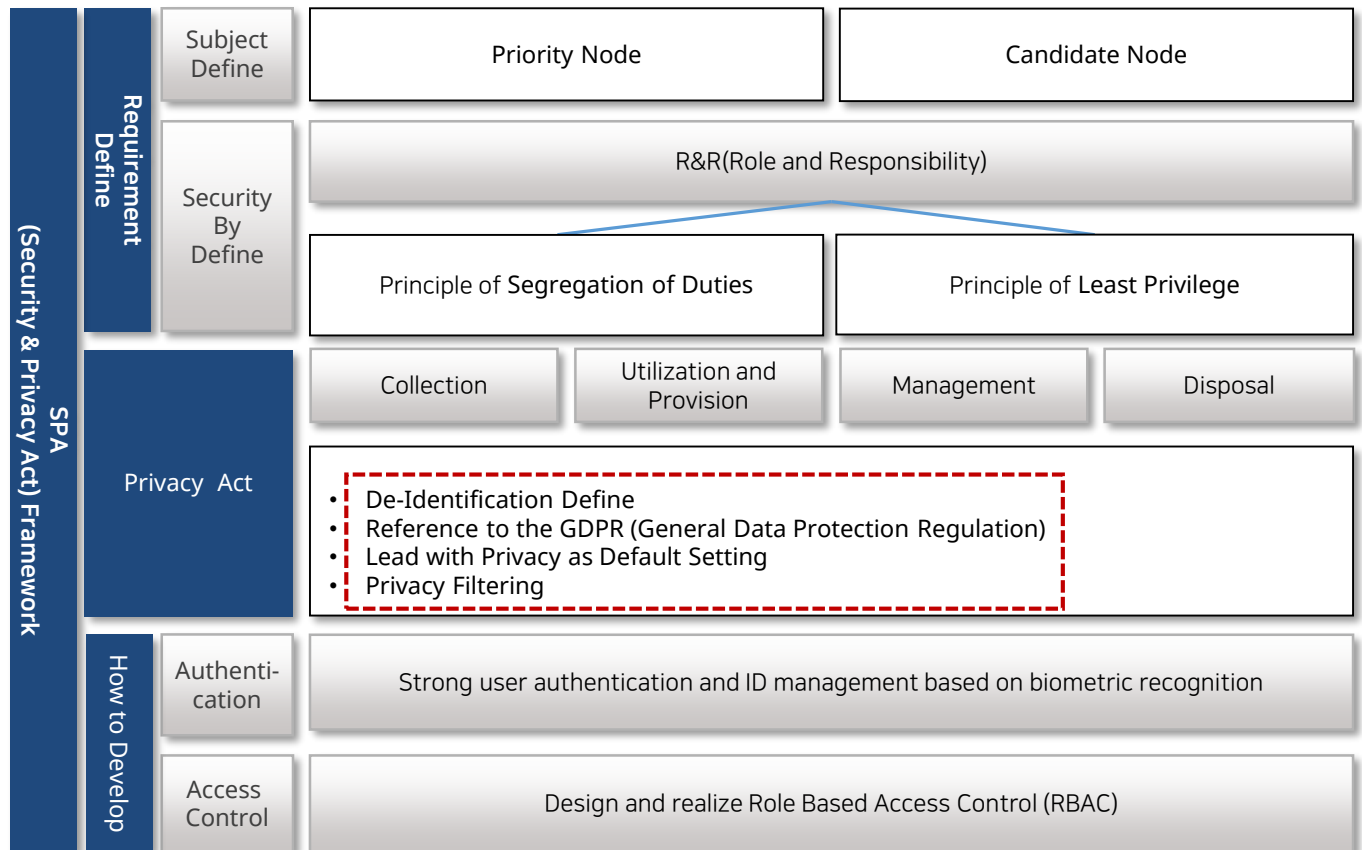 SPA
(Security & Privacy Act) Framework
Requirement
Define
Subject
Define
Priority Node
Candidate Node
Security
By
Define
R&R(Role and Responsibility)
Principle of Segregation of Duties
Principle of Least Privilege
Privacy Act
Collection
Utilization and
Provision
Management
Disposal
• De-Identification Define
• Reference to the GDPR (General Data Protection Regulation)
• Lead with Privacy as Default Setting
• Privacy Filtering
How to Develop
Authenti-
cation
Strong user authentication and ID management based on biometric recognition
Access
Control
Design and realize Role Based Access Control (RBAC)